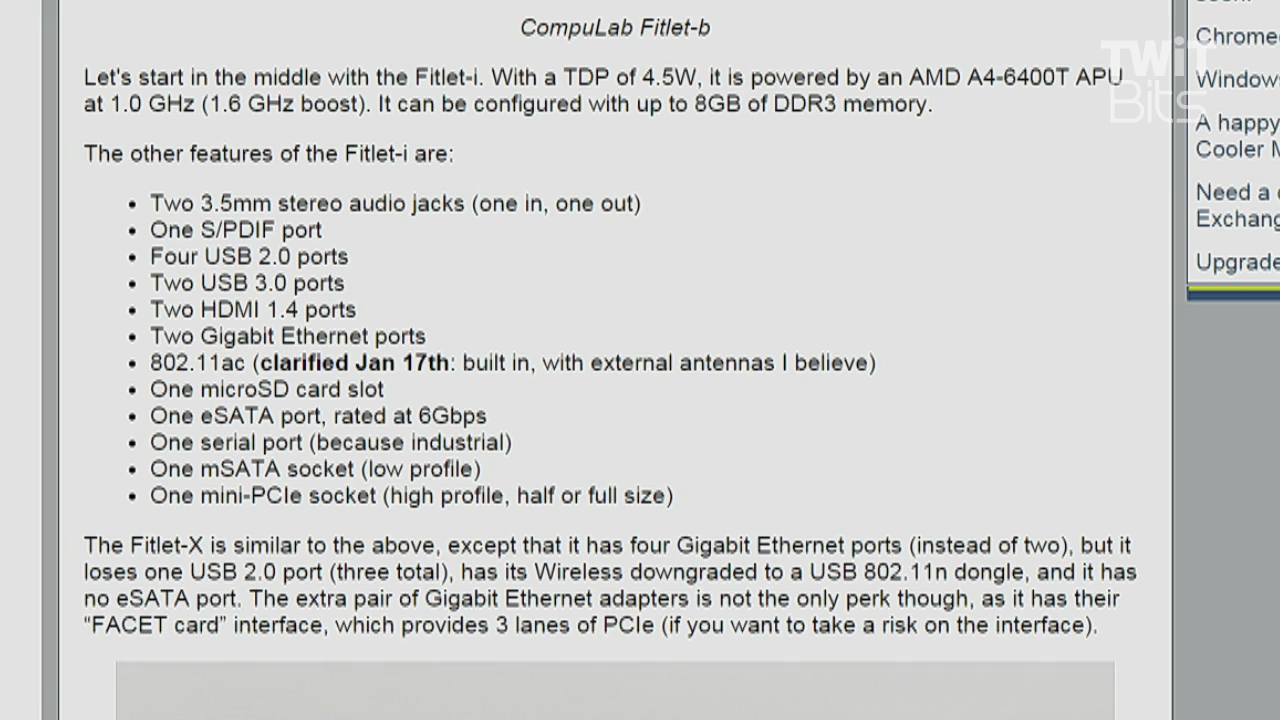 CompuLab Fitlet-b
Let's start in the middle with the Fitlet-i. With a TDP of 4.5W, it is powered by an AMD A4-6400T APU
at 1.0 GHz (1.6 GHz boost). It can be configured with up to 8GB of DDR3 memory.
The other features of the Fitlet-i are:
• Two 3.5mm stereo audio jacks (one in, one out)
• One S/PDIF port
• Four USB 2.0 ports
• Two USB 3.0 ports
• Two HDMI 1.4 ports
• Two Gigabit Ethernet ports
• 802.11ac (clarified Jan 17th: built in, with external antennas I believe)
• One microSD card slot
• One eSATA port, rated at 6Gbps
• One serial port (because industrial)
• One mSATA socket (low profile)
• One mini-PCIe socket (high profile, half or full size)
The Fitlet-X is similar to the above, except that it has four Gigabit Ethernet ports (instead of two), but it
loses one USB 2.0 port (three total), has its Wireless downgraded to a USB 802.11n dongle, and it has
no eSATA port. The extra pair of Gigabit Ethernet adapters is not the only perk though, as it has their
“FACET card” interface, which provides 3 lanes of PCIe (if you want to take a risk on the interface).
TWiT
Bits
Chrome
Window
A happy
Cooler M
Need a
Exchang
Upgrade